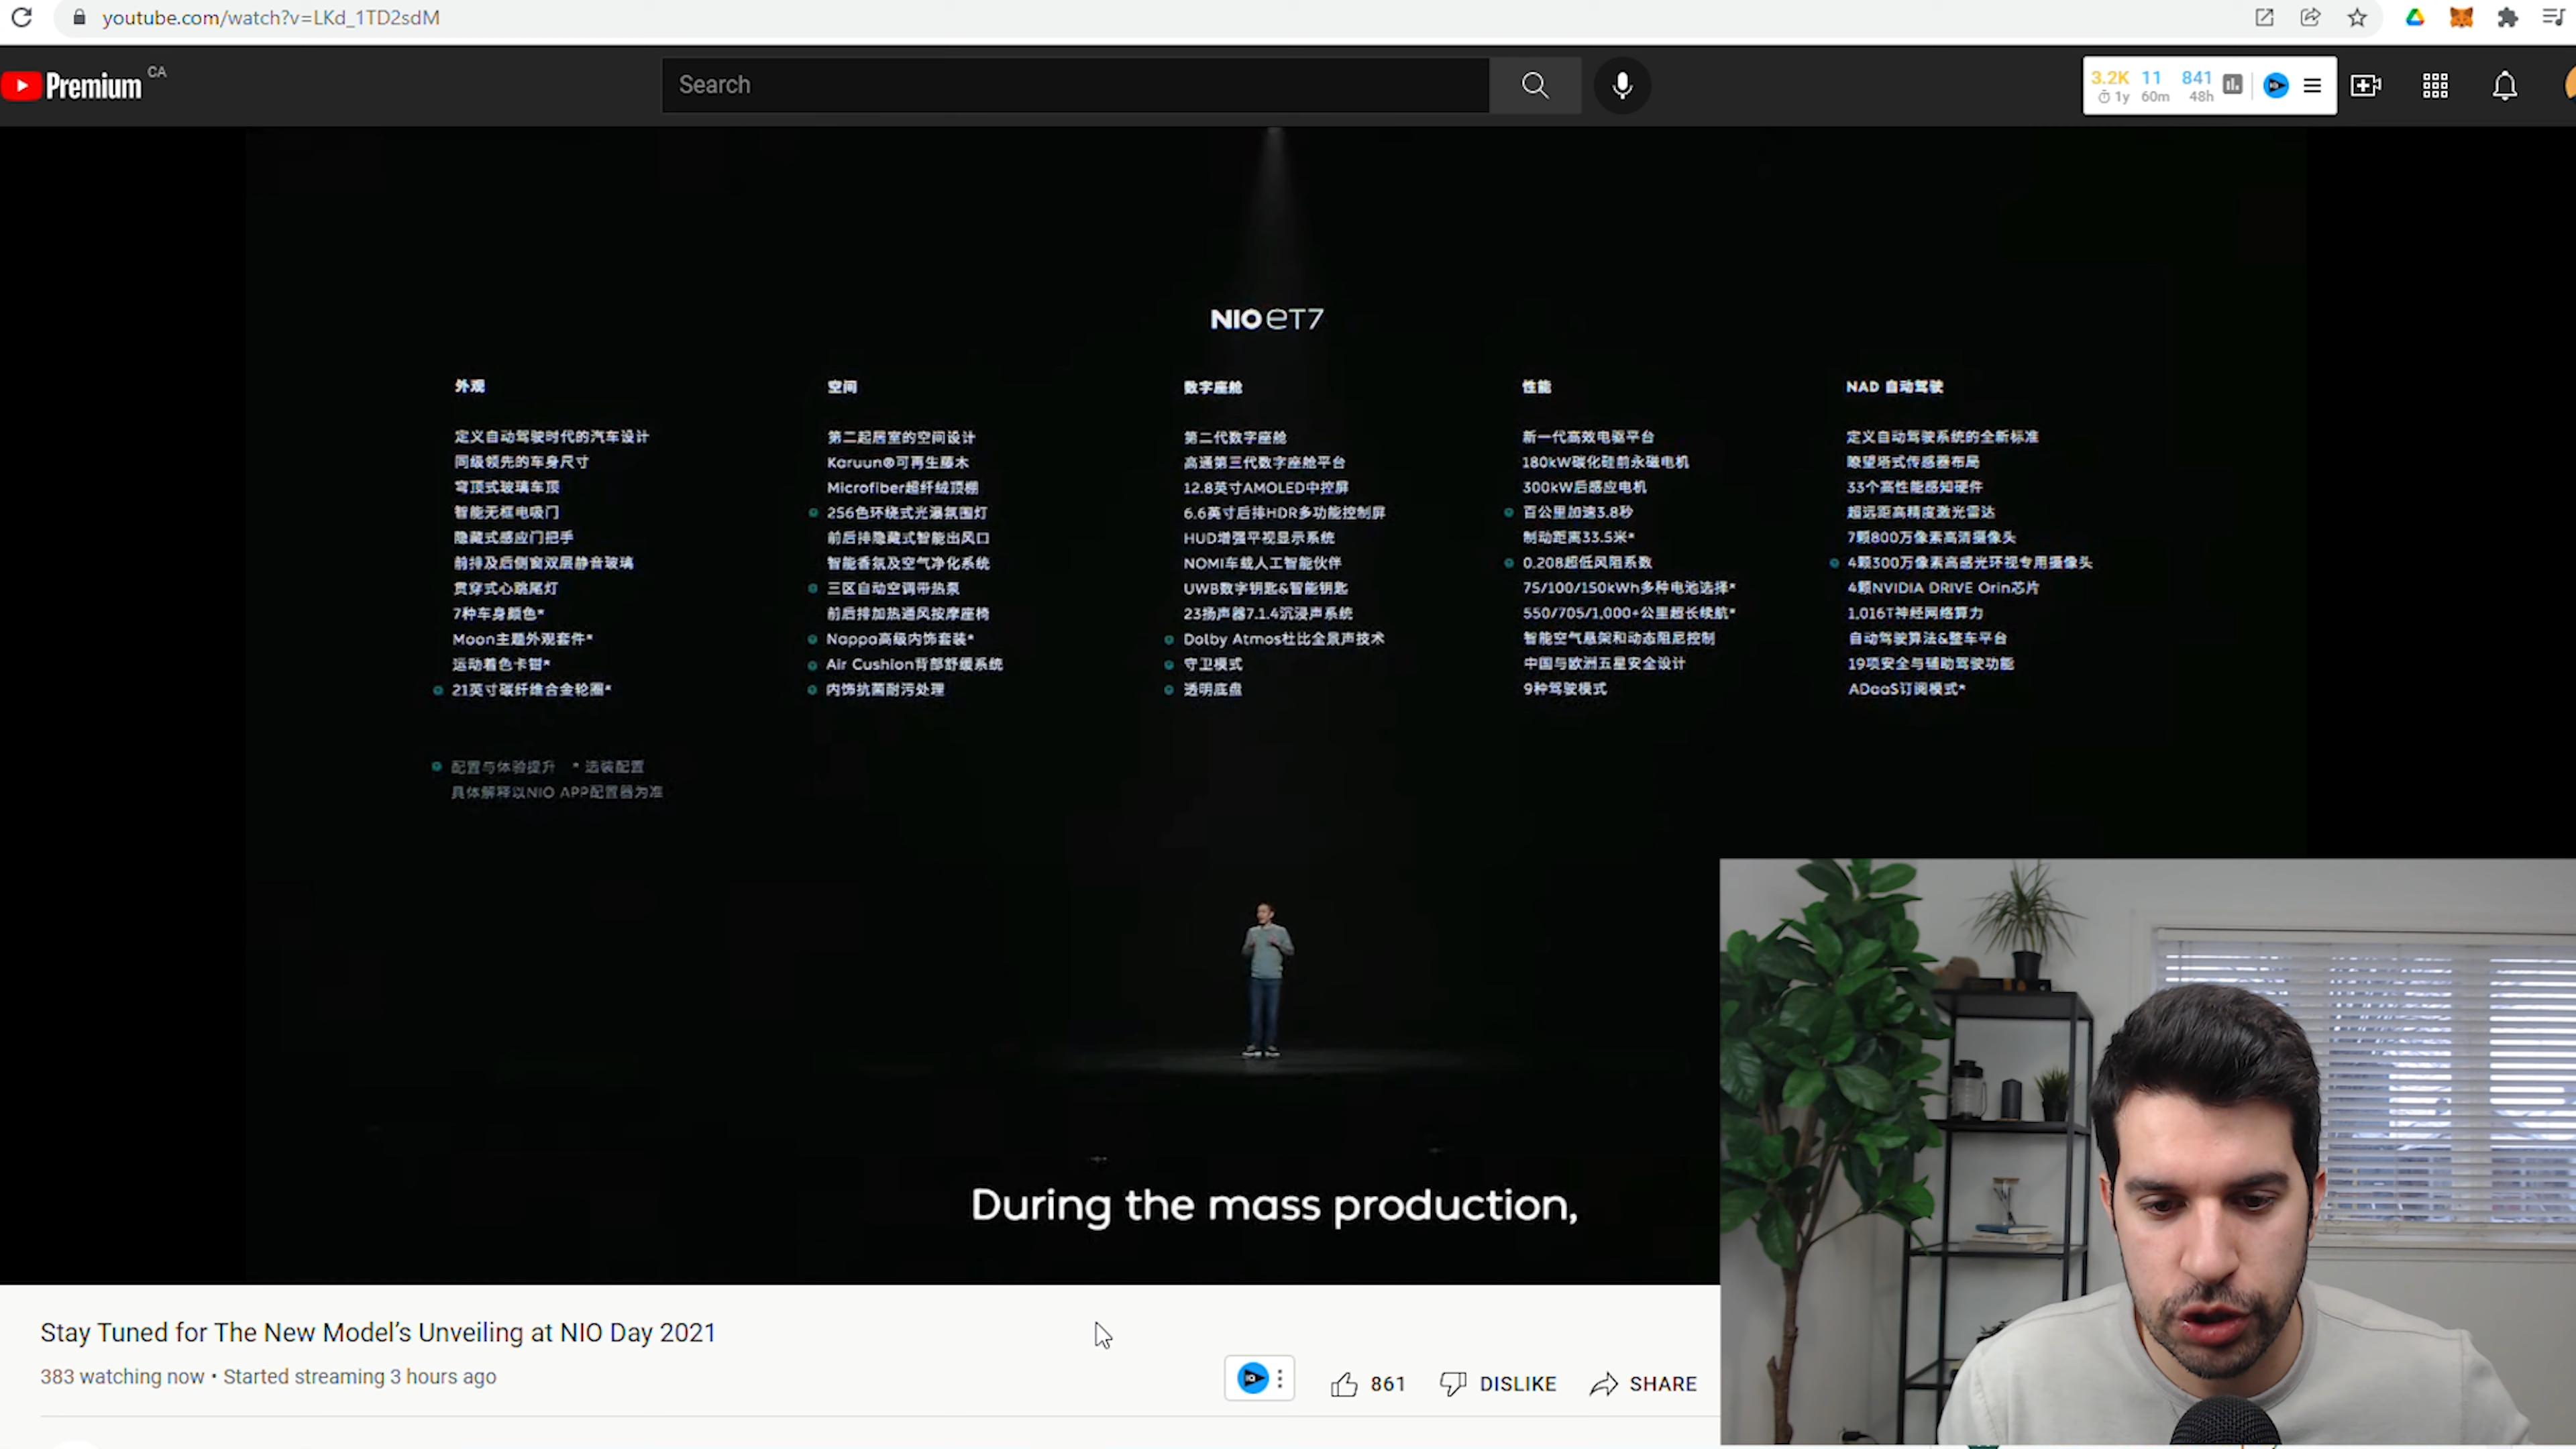 youtube.com/watch?v=LKd_1TD2sdM
Premium CA
Search
3.2K 11 841
1y 60m 48h
NIO eT7
外观
定义自动驾驶时代的汽车设计
同级领先的车身尺寸
穹顶式玻璃车顶
智能无框电吸门
隐藏式感应门把手
前排及后侧窗双层静音玻璃
贯穿式心跳尾灯
7种车身颜色*
Moon主题外观套件*
运动着色卡钳*
21英寸碳纤维合金轮圈*
空间
第二起居室的空间设计
Karuun®可再生藤木
Microfiber超纤绒顶棚
256色环绕式光瀑氛围灯
前后排隐藏式智能出风口
智能香氛及空气净化系统
三区自动空调带热泵
前后排加热通风按摩座椅
Nappa高级内饰套装*
Air Cushion背部舒缓系统
内饰抗菌耐污处理
数字座舱
第二代数字座舱
高通第三代数字座舱平台
12.8英寸AMOLED中控屏
6.6英寸后排HDR多功能控制屏
HUD增强平视显示系统
NOMI车载人工智能伙伴
UWB数字钥匙&智能钥匙
23扬声器7.1.4沉浸声系统
Dolby Atmos杜比全景声技术
守卫模式
透明底盘
性能
新一代高效电驱平台
180kW碳化硅前永磁电机
300kW后感应电机
百公里加速3.8秒
制动距离33.5米*
0.208超低风阻系数
75/100/150kWh多种电池选择*
550/705/1,000+公里超长续航*
智能空气悬架和动态阻尼控制
中国与欧洲五星安全设计
9种驾驶模式
NAD 自动驾驶
定义自动驾驶系统的全新标准
瞭望塔式传感器布局
33个高性能感知硬件
超远距高精度激光雷达
7颗800万像素高清摄像头
4颗300万像素高感光环视专用摄像头
4颗NVIDIA DRIVE Orin芯片
1,016T神经网络算力
自动驾驶算法&整车平台
19项安全与辅助驾驶功能
ADaaS订阅模式*
配置与体验提升 * 选装配置
具体解释以NIO APP配置器为准
During the mass production,
Stay Tuned for The New Model's Unveiling at NIO Day 2021
383 watching now • Started streaming 3 hours ago
861 DISLIKE SHARE